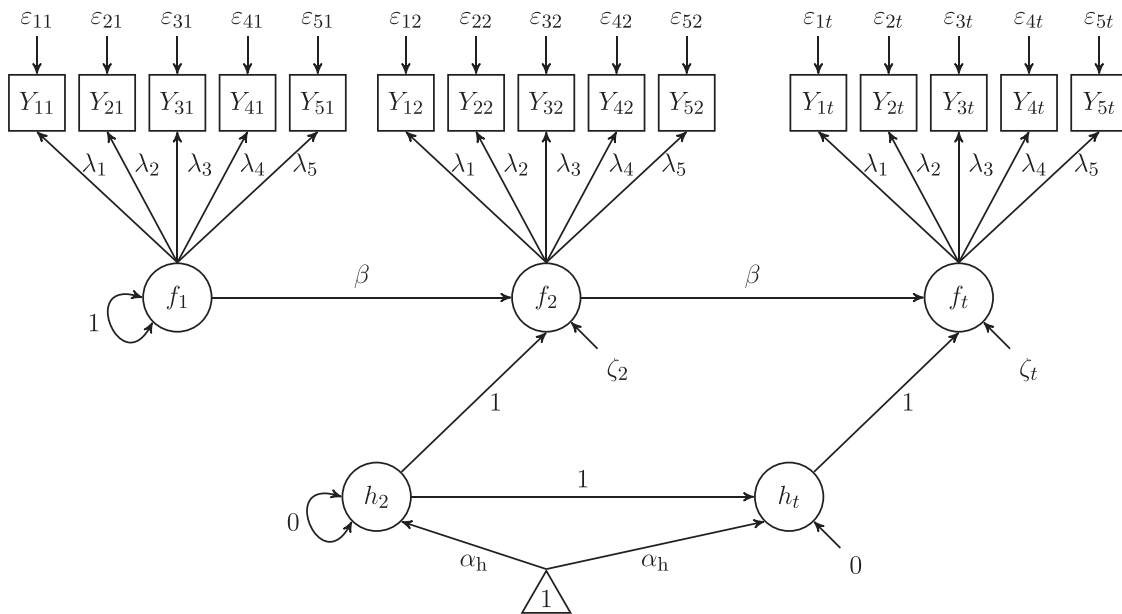 ε11 ε21 ε31 ε41 ε51 ε12 ε22 ε32 ε42 ε52 ε1t ε2t ε3t ε4t ε5t
Y11 Y21 Y31 Y41 Y51 Y12 Y22 Y32 Y42 Y52 Y1t Y2t Y3t Y4t Y5t
λ1 λ2 λ3 λ4 λ5 λ1 λ2 λ3 λ4 λ5 λ1 λ2 λ3 λ4 λ5
β β
f1 f2 ft
1
ζ2 ζt
1 1
1
h2 ht
0
αh αh 0
1